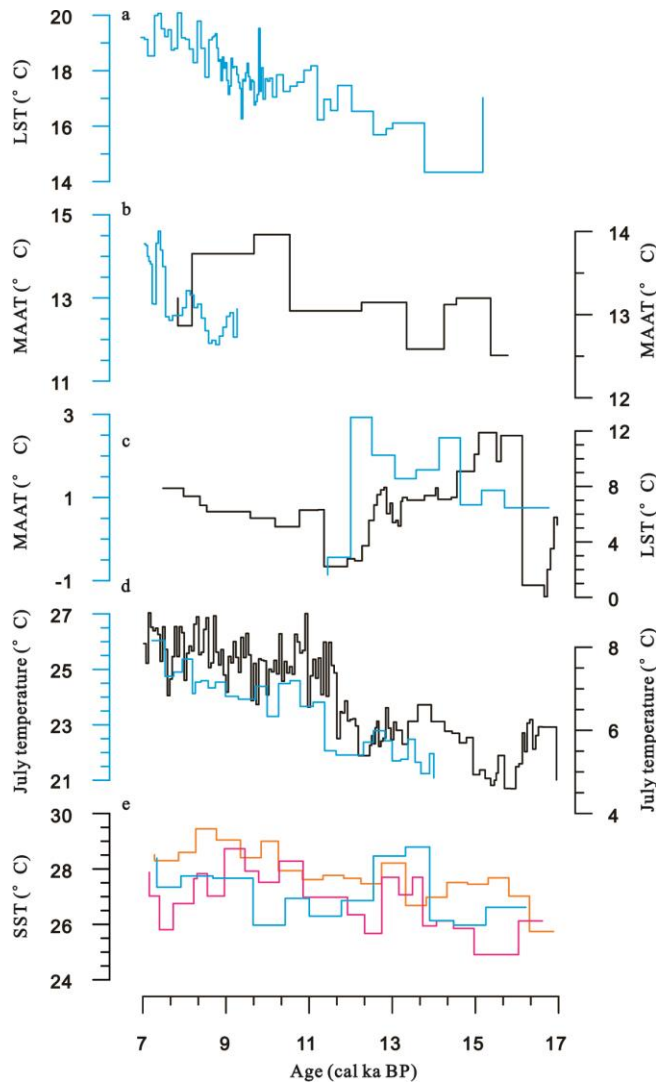 a
20
18
16
14
LST (° C)
b
15
13
11
MAAT (° C)
14
13
12
MAAT (° C)
c
3
1
-1
MAAT (° C)
12
8
4
0
LST (° C)
d
27
25
23
21
July temperature (° C)
8
6
4
July temperature (° C)
e
30
28
26
24
SST (° C)
7 9 11 13 15 17
Age (cal ka BP)